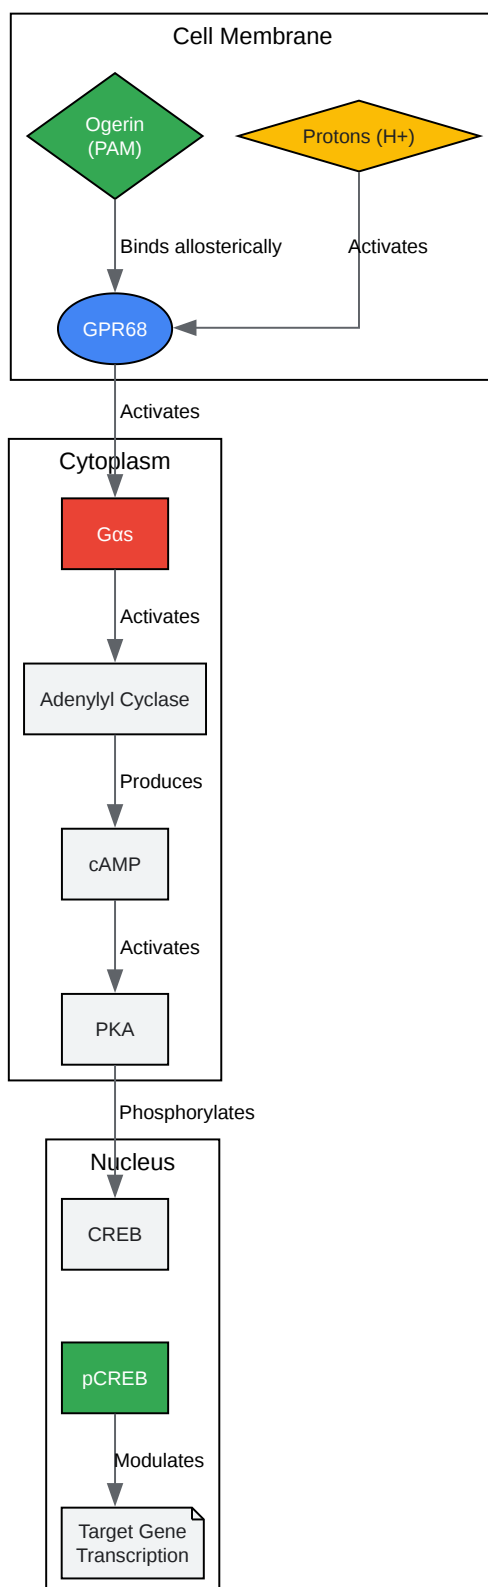 Cell Membrane
Ogerin
(PAM)
Protons (H+)
Binds allosterically
Activates
GPR68
Activates
Cytoplasm
Gαs
Activates
Adenylyl Cyclase
Produces
cAMP
Activates
PKA
Phosphorylates
Nucleus
CREB
pCREB
Modulates
Target Gene
Transcription